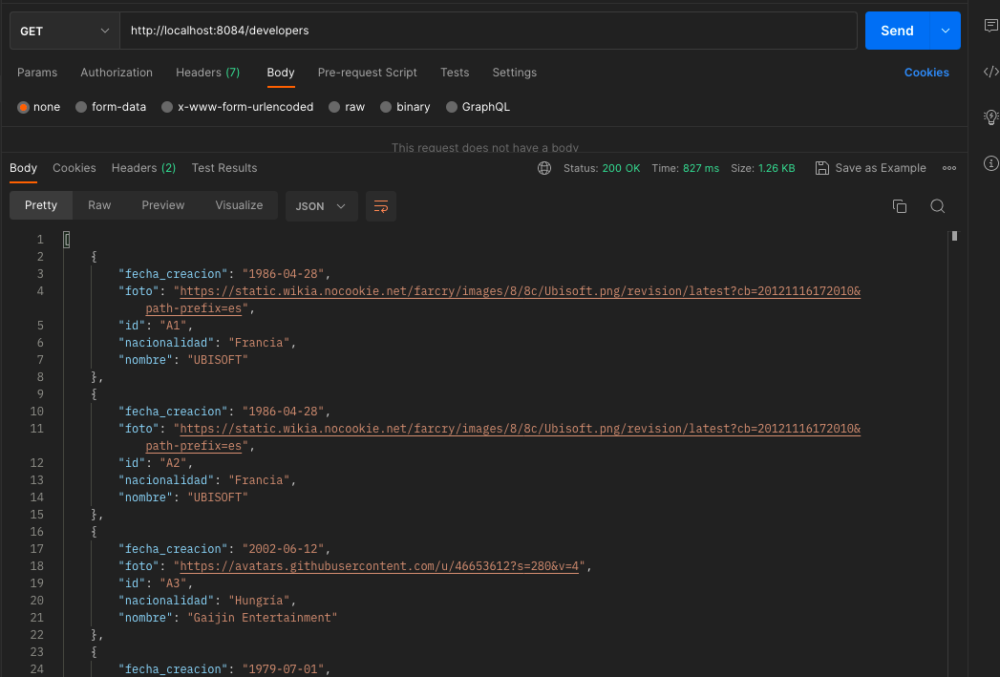 GET
http://localhost:8084/developers
Send
Params Authorization Headers (7) Body Pre-request Script Tests Settings Cookies
none form-data x-www-form-urlencoded raw binary GraphQL
This request does not have a body
Body Cookies Headers (2) Test Results Status: 200 OK Time: 827 ms Size: 1.26 KB Save as Example
Pretty Raw Preview Visualize JSON
1 [
2 {
3 "fecha_creacion": "1986-04-28",
4 "foto": "https://static.wikia.nocookie.net/farcry/images/8/8c/Ubisoft.png/revision/latest?cb=20121116172010&
path-prefix=es",
5 "id": "A1",
6 "nacionalidad": "Francia",
7 "nombre": "UBISOFT"
8 },
9 {
10 "fecha_creacion": "1986-04-28",
11 "foto": "https://static.wikia.nocookie.net/farcry/images/8/8c/Ubisoft.png/revision/latest?cb=20121116172010&
path-prefix=es",
12 "id": "A2",
13 "nacionalidad": "Francia",
14 "nombre": "UBISOFT"
15 },
16 {
17 "fecha_creacion": "2002-06-12",
18 "foto": "https://avatars.githubusercontent.com/u/46653612?s=280&v=4",
19 "id": "A3",
20 "nacionalidad": "Hungría",
21 "nombre": "Gaijin Entertainment"
22 },
23 {
24 "fecha_creacion": "1979-07-01",